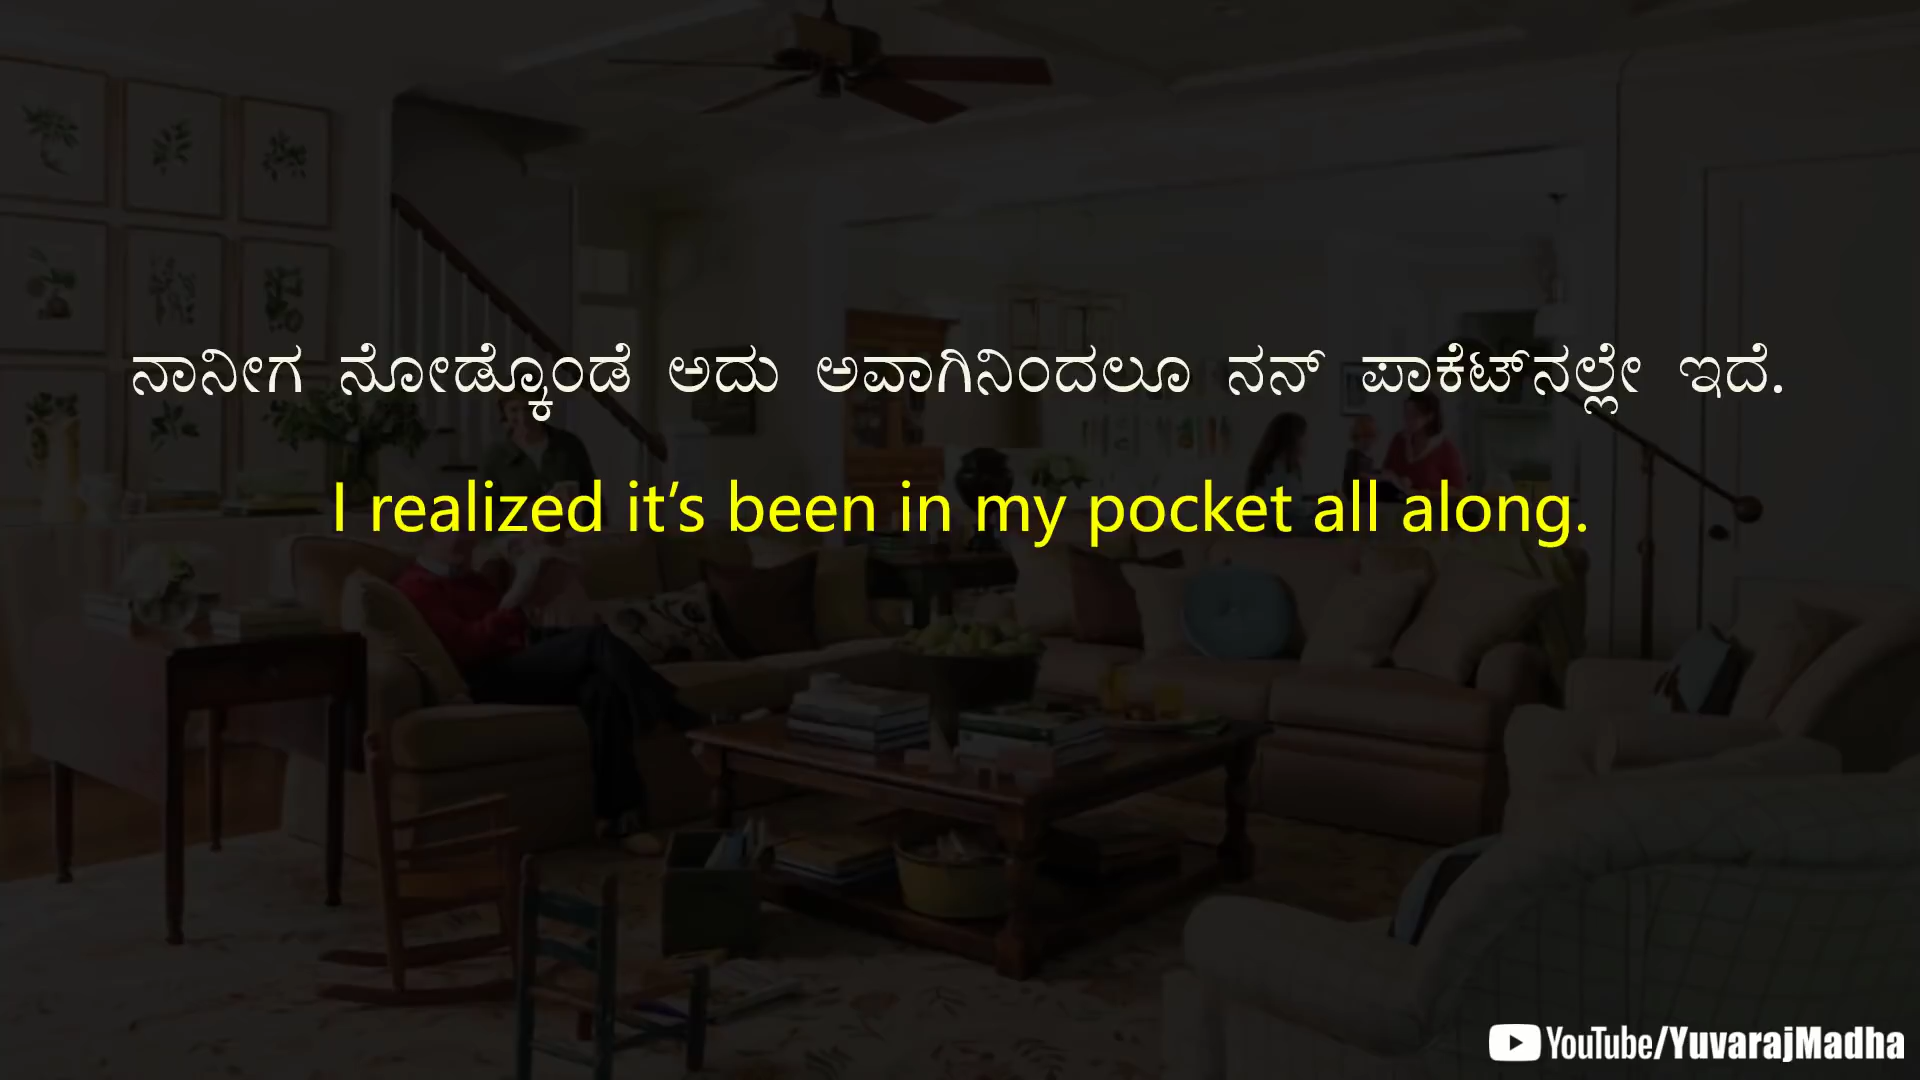 ನಾನೀಗ ನೋಡ್ಕೊಂಡೆ ಅದು ಅವಾಗಿನಿಂದಲೂ ನನ್ ಪಾಕೆಟ್‌ನಲ್ಲೇ ಇದೆ.
I realized it’s been in my pocket all along.
YouTube/YuvarajMadha